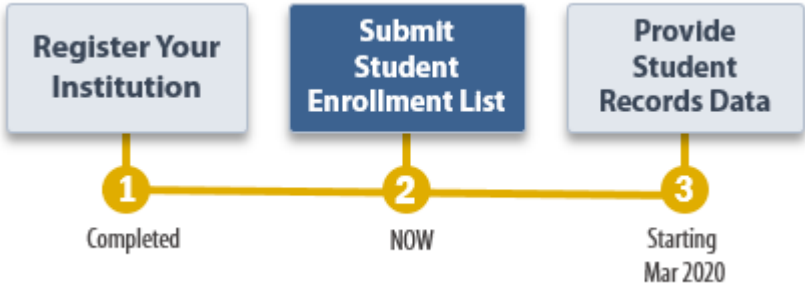 Register Your
Institution
Submit
Student
Enrollment List
Provide
Student
Records Data
1
2
3
Completed
NOW
Starting
Mar 2020